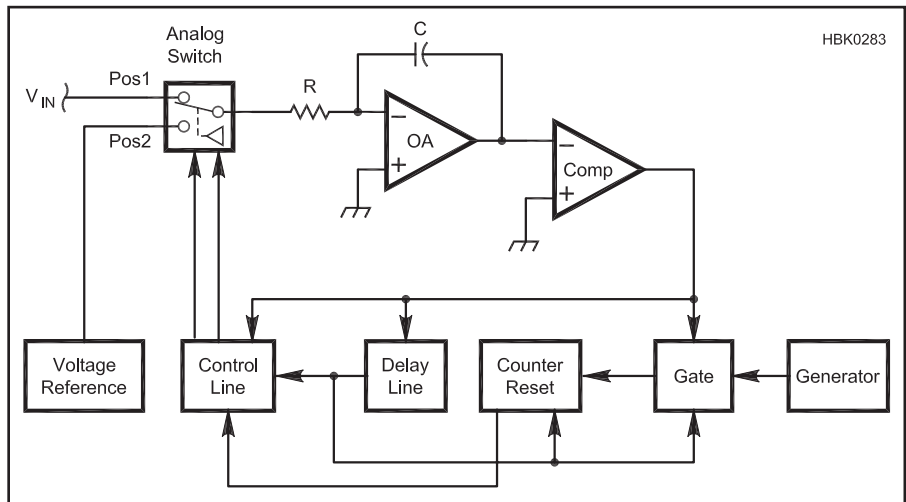 HBK0283
Analog
Switch
C
Pos1
R
V IN
Pos2
−
OA
+
−
Comp
+
Voltage
Reference
Control
Line
Delay
Line
Counter
Reset
Gate
Generator